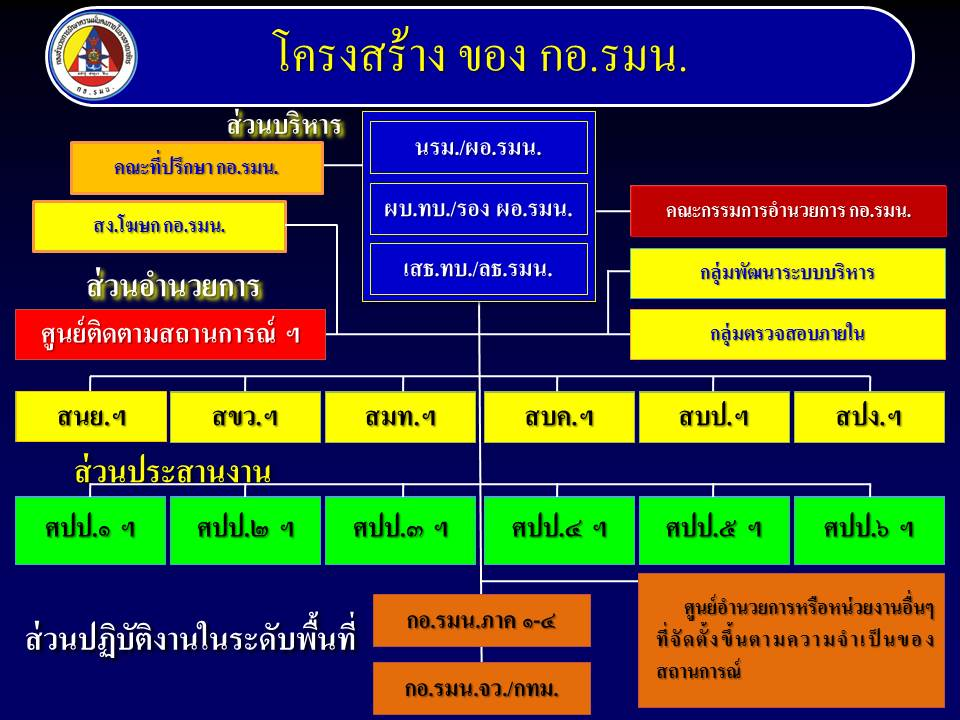 โครงสร้าง ของ กอ.รมน.
ส่วนบริหาร
นรม./ผอ.รมน.
คณะที่ปรึกษา กอ.รมน.
ผบ.ทบ./รอง ผอ.รมน.
คณะกรรมการอำนวยการ กอ.รมน.
สง.โฆษก กอ.รมน.
เสธ.ทบ./ลธ.รมน.
กลุ่มพัฒนาระบบบริหาร
ส่วนอำนวยการ
ศูนย์ติดตามสถานการณ์ ฯ
กลุ่มตรวจสอบภายใน
สนย.ฯ
สขว.ฯ
สมท.ฯ
สบค.ฯ
สบป.ฯ
สปง.ฯ
ส่วนประสานงาน
ศปป.๑ ฯ
ศปป.๒ ฯ
ศปป.๓ ฯ
ศปป.๔ ฯ
ศปป.๕ ฯ
ศปป.๖ ฯ
ส่วนปฏิบัติงานในระดับพื้นที่
กอ.รมน.ภาค ๑-๔
กอ.รมน.จว./กทม.
ศูนย์อำนวยการหรือหน่วยงานอื่นๆ
ที่จัดตั้งขึ้นตามความจำเป็นของ
สถานการณ์